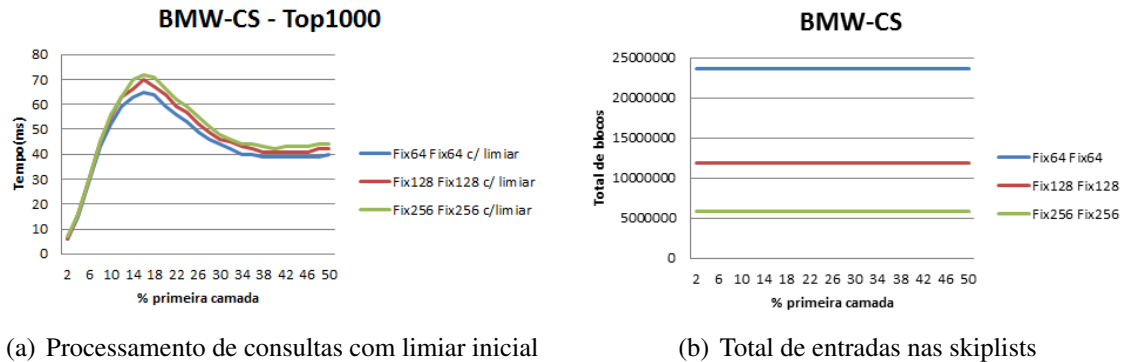 BMW-CS - Top1000
80
70
60
50
40
30
20
10
0
Tempo(ms)
2 6 10 14 18 22 26 30 34 38 42 46 50
% primeira camada
Fix64 Fix64 c/ limiar
Fix128 Fix128 c/ limiar
Fix256 Fix256 c/limiar
(a) Processamento de consultas com limiar inicial
BMW-CS
25000000
20000000
15000000
10000000
5000000
0
Total de blocos
2 6 10 14 18 22 26 30 34 38 42 46 50
% primeira camada
Fix64 Fix64
Fix128 Fix128
Fix256 Fix256
(b) Total de entradas nas skiplists